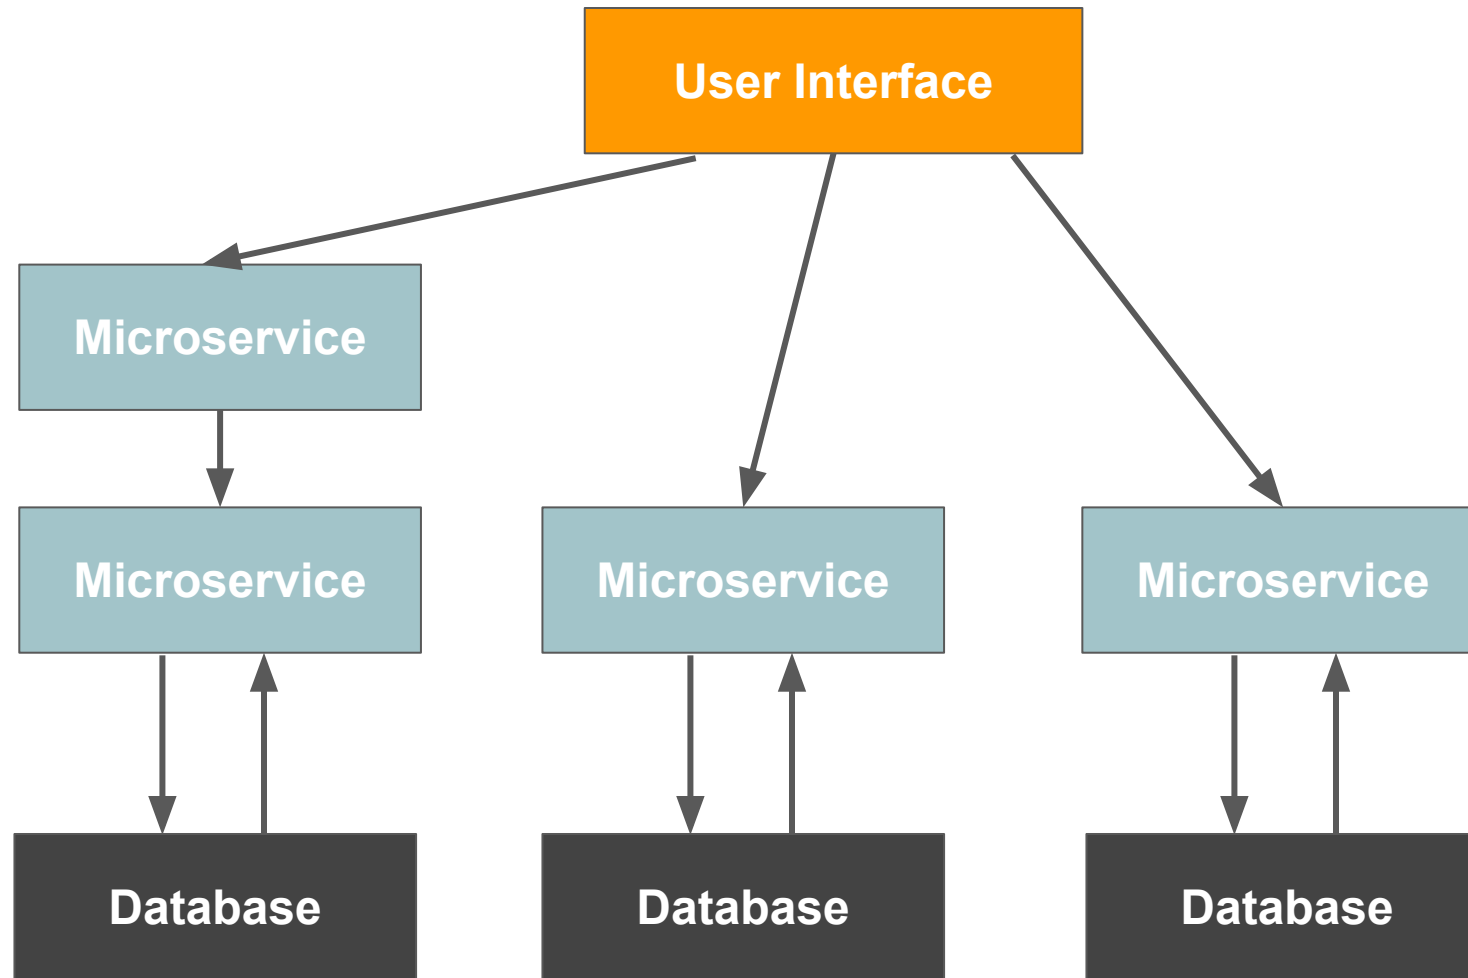 User Interface
Microservice
Microservice
Microservice
Microservice
Database
Database
Database